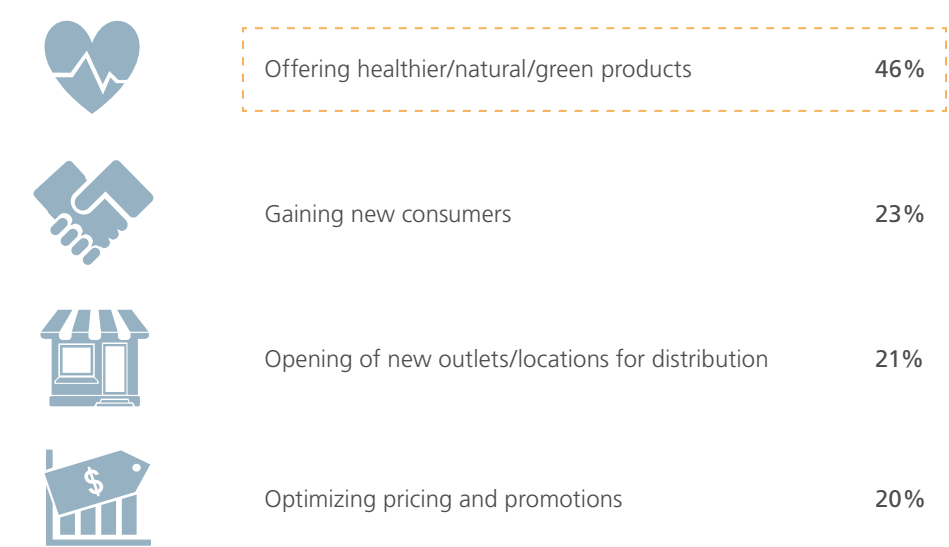 Offering healthier/natural/green products 46%
Gaining new consumers 23%
Opening of new outlets/locations for distribution 21%
$
Optimizing pricing and promotions 20%